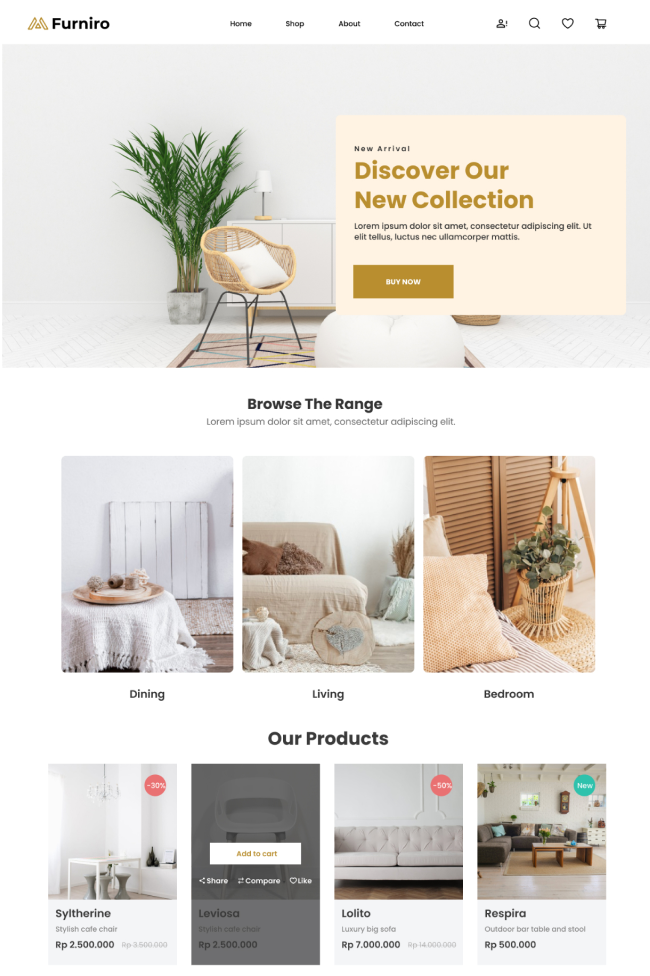 Furniro
Home Shop About Contact
New Arrival
Discover Our
New Collection
Lorem ipsum dolor sit amet, consectetur adipiscing elit. Ut
elit tellus, luctus nec ullamcorper mattis.
BUY NOW
Browse The Range
Lorem ipsum dolor sit amet, consectetur adipiscing elit.
Dining Living Bedroom
Our Products
-30%
-50%
New
Add to cart
Share Compare Like
Syltherine
Stylish cafe chair
Rp 2.500.000 Rp 3.500.000
Leviosa
Stylish cafe chair
Rp 2.500.000
Lolito
Luxury big sofa
Rp 7.000.000 Rp 14.000.000
Respira
Outdoor bar table and stool
Rp 500.000